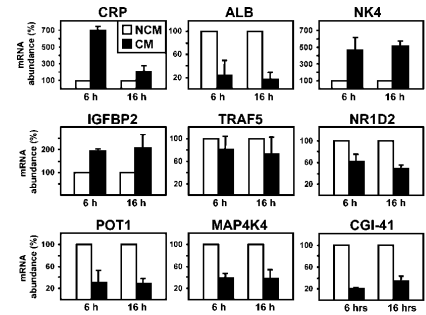 CRP ALB NK4
NCM
CM
mRNA abundance (%)
700 500 300 100
100 60 20
700 500 300 100
6 h 16 h 6 h 16 h 6 h 16 h
IGFBP2 TRAF5 NR1D2
mRNA abundance (%)
200 100
100 60 20
100 60 20
6 h 16 h 6 h 16 h 6 h 16 h
POT1 MAP4K4 CGI-41
mRNA abundance (%)
100 60 20
100 60 20
100 60 20
6 h 16 h 6 h 16 h 6 hrs 16 hrs